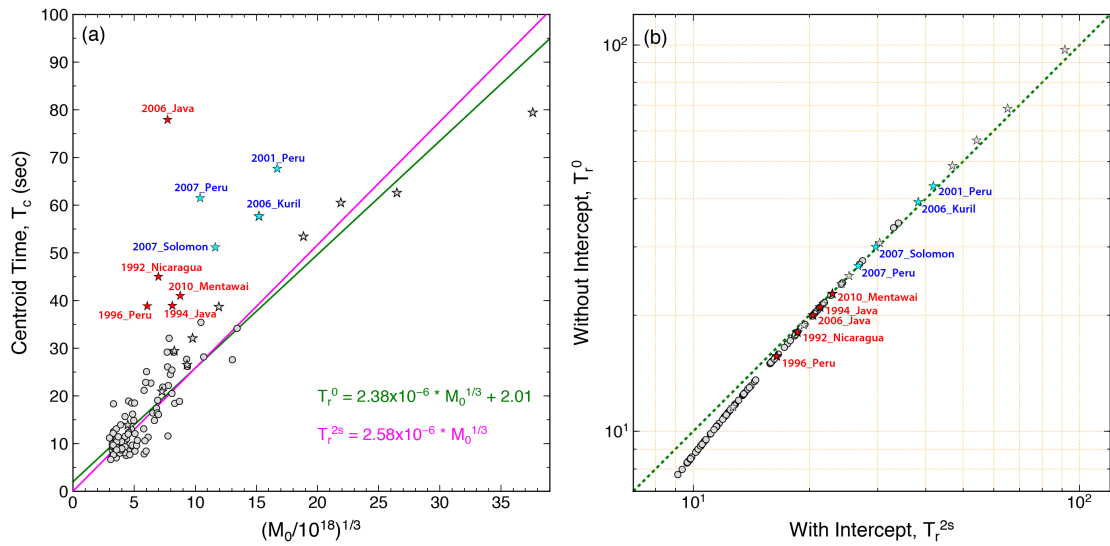 (a)
Centroid Time, T_c (sec)
100
90
80
70
60
50
40
30
20
10
0
2006_Java
2001_Peru
2007_Peru
2006_Kuril
2007_Solomon
1992_Nicaragua
2010_Mentawai
1996_Peru
1994_Java
T_r^0 = 2.38x10^−6 * M_0^1/3 + 2.01
T_r^2s = 2.58x10^−6 * M_0^1/3
0 5 10 15 20 25 30 35
(M_0/10^18)^1/3
(b)
Without Intercept, T_r^0
10^2
10^1
2001_Peru
2006_Kuril
2007_Solomon
2007_Peru
2010_Mentawai
1994_Java
2006_Java
1992_Nicaragua
1996_Peru
10^1 10^2
With Intercept, T_r^2s